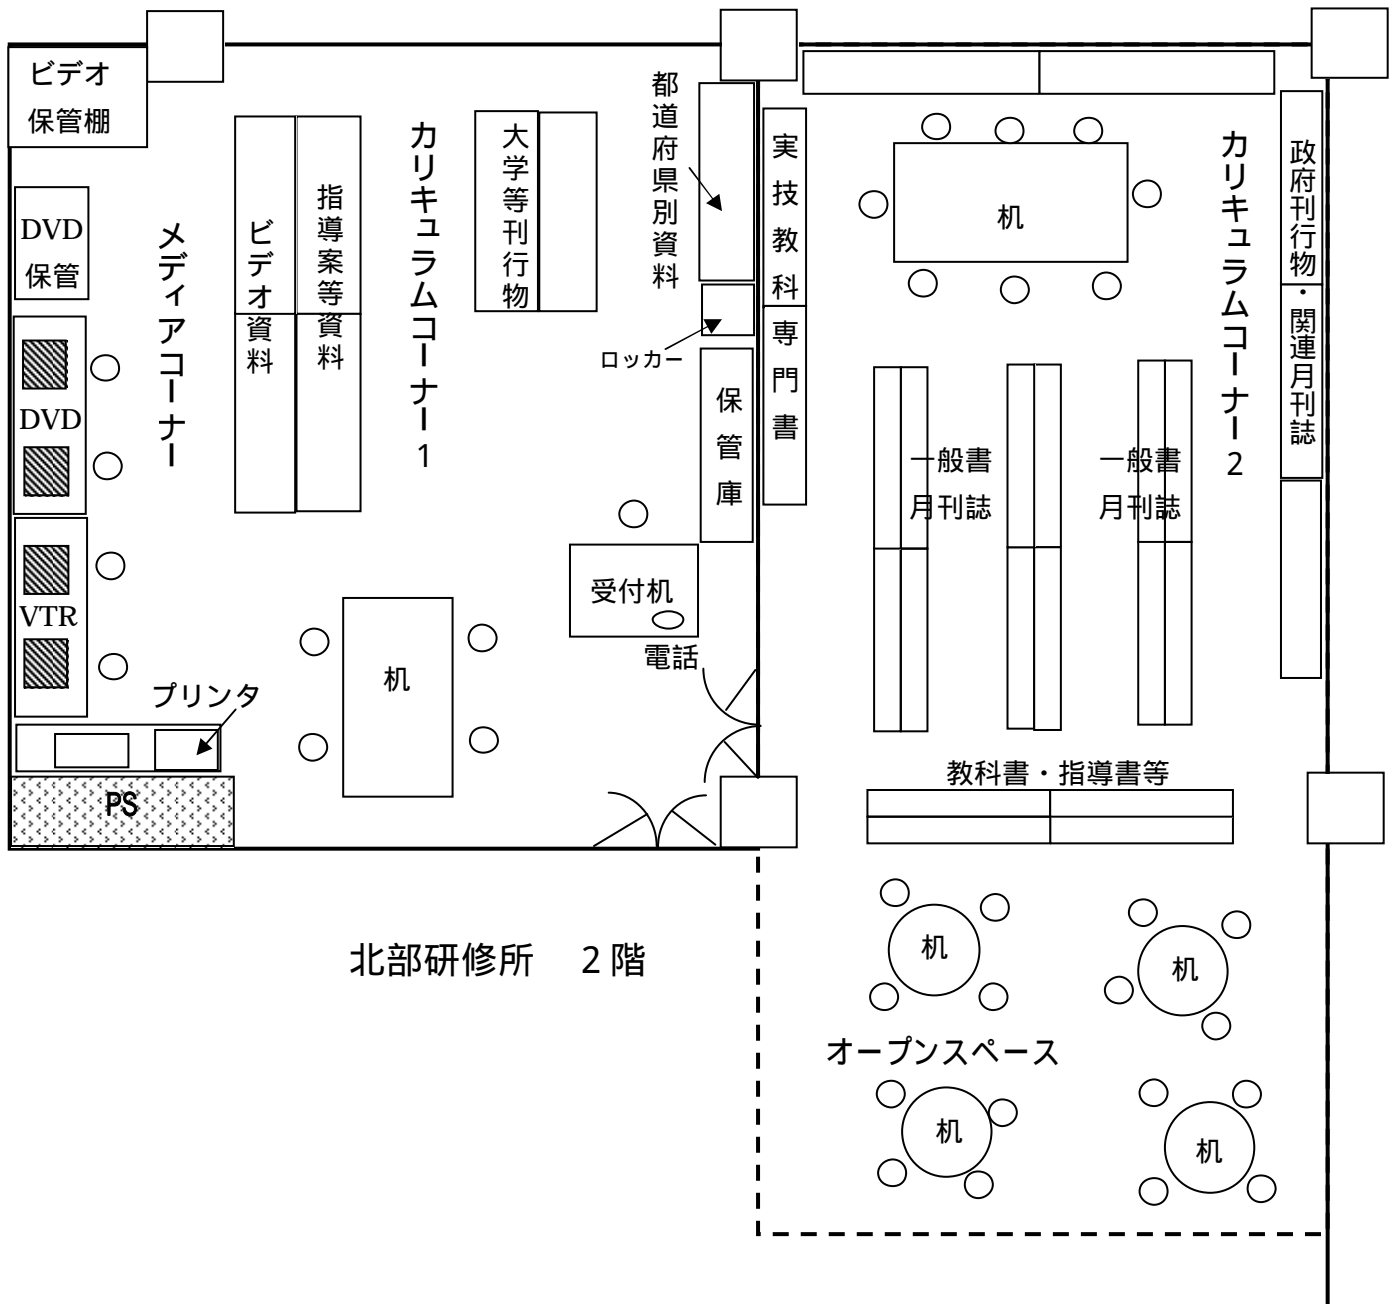 ビデオ
保管棚
DVD
保管
DVD
VTR
メディアコーナー
プリンタ
PS
ビデオ資料
指導案等資料
カリキュラムコーナー1
大学等刊行物
都道府県別資料
ロッカー
保管庫
受付机
電話
机
実技教科専門書
机
カリキュラムコーナー2
政府刊行物・関連月刊誌
一般書
月刊誌
一般書
月刊誌
教科書・指導書等
北部研修所 2階
机
机
オープンスペース
机
机